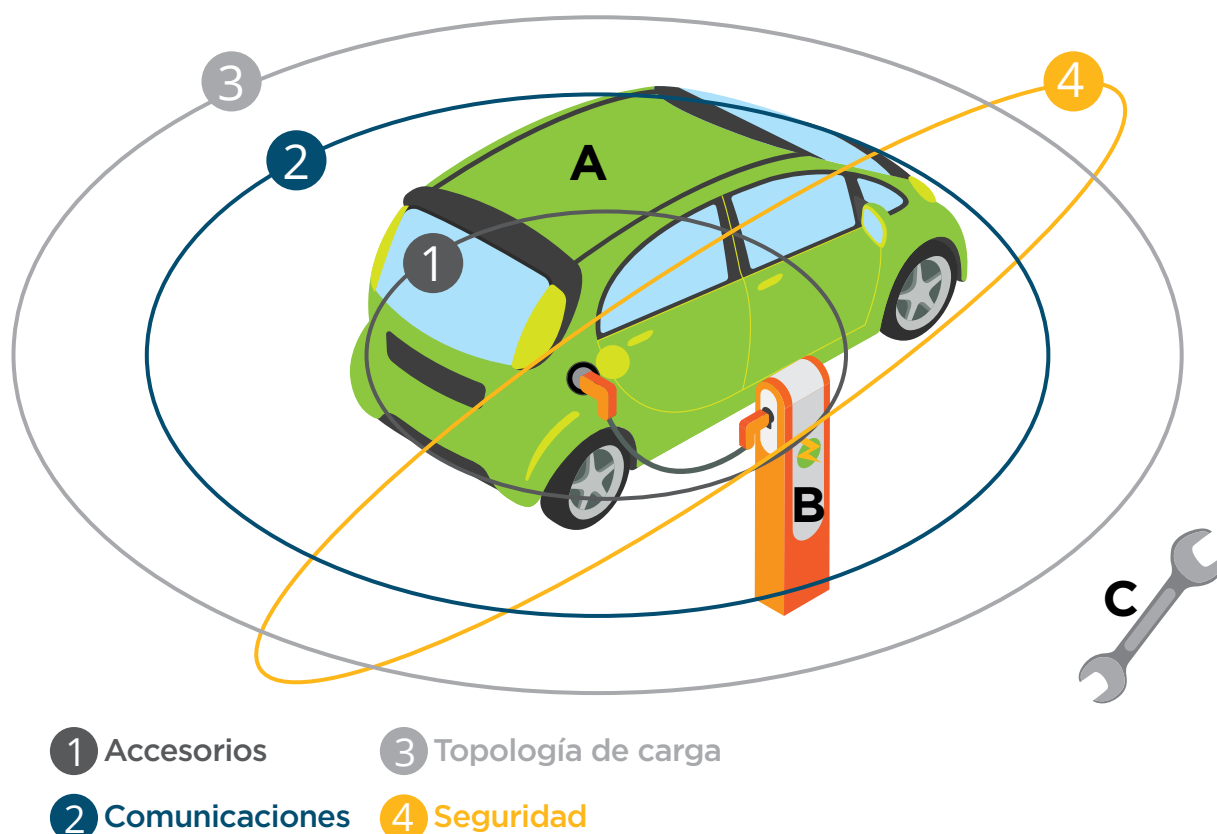 3
4
2
A
1
B
C
1 Accesorios
3 Topología de carga
2 Comunicaciones
4 Seguridad